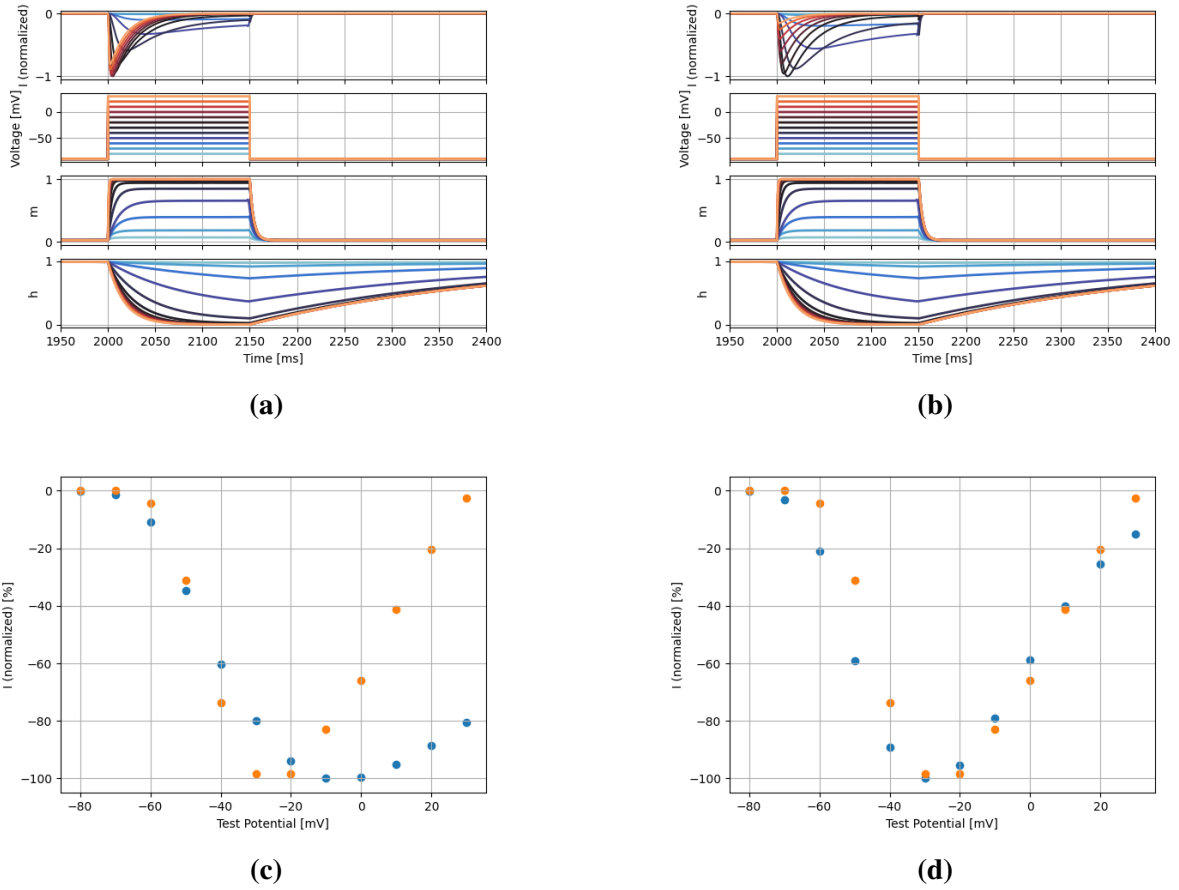 0
−1
I (normalized)
0
−50
Voltage [mV]
1
0
m
1
0
h
1950 2000 2050 2100 2150 2200 2250 2300 2350 2400
Time [ms]
(a)
0
−1
I (normalized)
0
−50
Voltage [mV]
1
0
m
1
0
h
1950 2000 2050 2100 2150 2200 2250 2300 2350 2400
Time [ms]
(b)
0
−20
−40
−60
−80
−100
I (normalized) [%]
−80 −60 −40 −20 0 20
Test Potential [mV]
(c)
0
−20
−40
−60
−80
−100
I (normalized) [%]
−80 −60 −40 −20 0 20
Test Potential [mV]
(d)